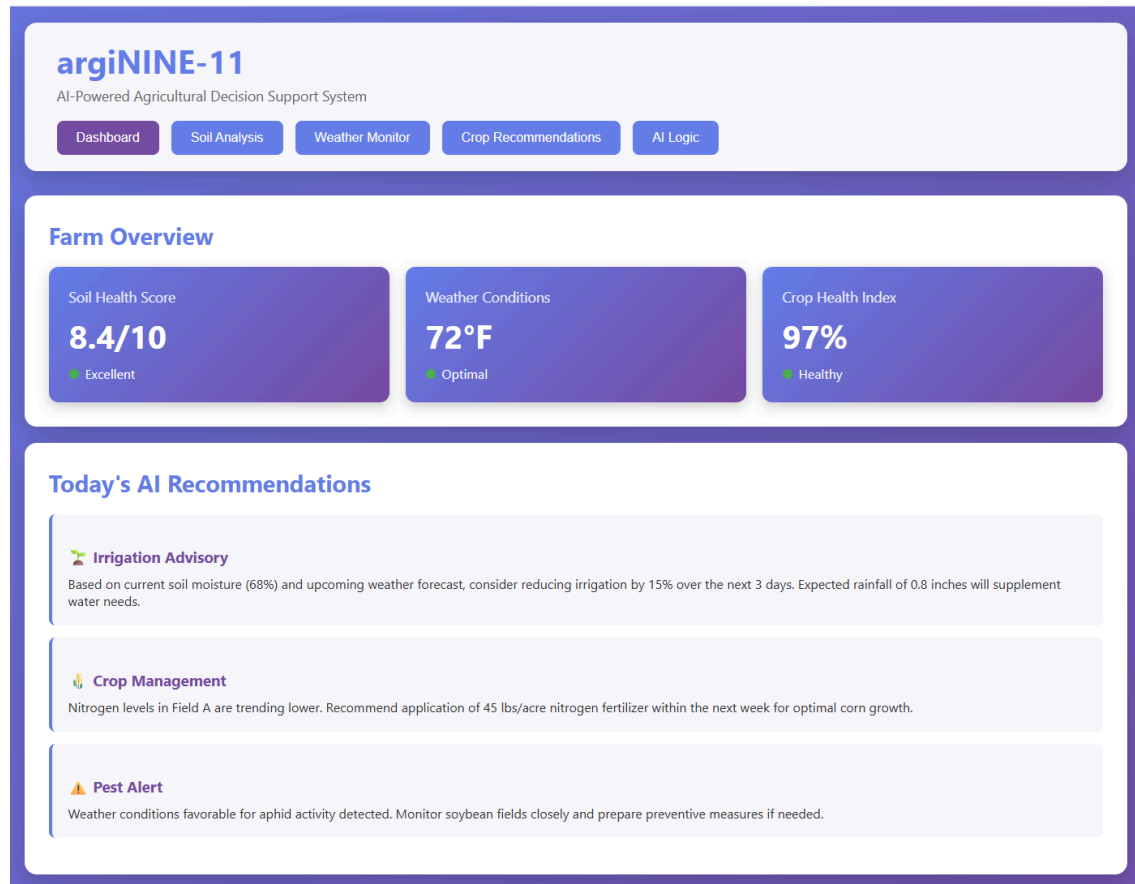 argiNINE-11
AI-Powered Agricultural Decision Support System
Dashboard
Soil Analysis
Weather Monitor
Crop Recommendations
AI Logic
Farm Overview
Soil Health Score
8.4/10
Excellent
Weather Conditions
72°F
Optimal
Crop Health Index
97%
Healthy
Today's AI Recommendations
Irrigation Advisory
Based on current soil moisture (68%) and upcoming weather forecast, consider reducing irrigation by 15% over the next 3 days. Expected rainfall of 0.8 inches will supplement
water needs.
Crop Management
Nitrogen levels in Field A are trending lower. Recommend application of 45 lbs/acre nitrogen fertilizer within the next week for optimal corn growth.
Pest Alert
Weather conditions favorable for aphid activity detected. Monitor soybean fields closely and prepare preventive measures if needed.